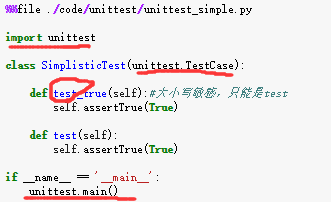 %%file ./code/unittest/unittest_simple.py
import unittest
class SimplisticTest(unittest.TestCase):
def test_true(self):#大小写敏感，只能是test
self.assertTrue(True)
def test(self):
self.assertTrue(True)
if __name__ == '__main__':
unittest.main()